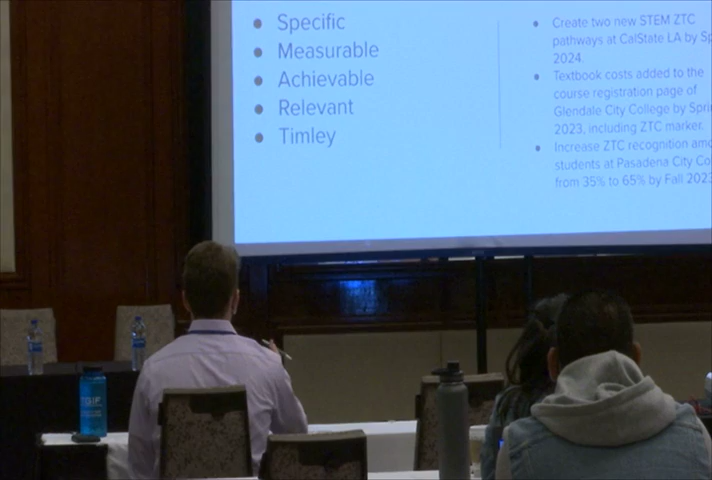 Specific
Measurable
Achievable
Relevant
Timley
Create two new STEM ZTC
pathways at CalState LA by
2024.
Textbook costs added to the
course registration page of
Glendale City College by
2023, including ZTC marker.
Increase ZTC recognition
students at Pasadena City
from 35% to 65% by Fall 2023